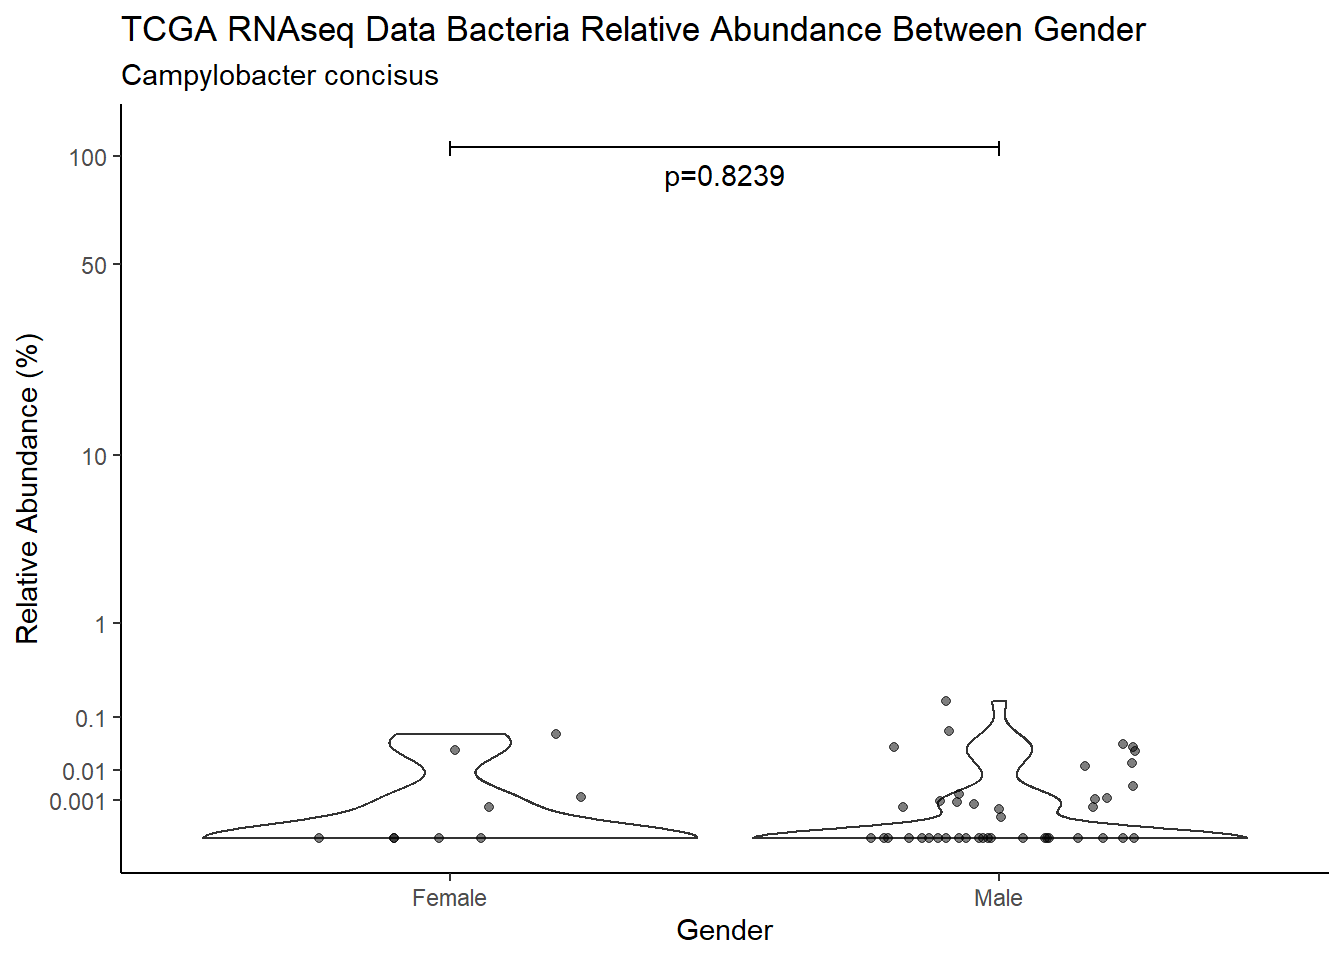 TCGA RNAseq Data Bacteria Relative Abundance Between Gender
Campylobacter concisus
100
p=0.8239
50
Relative Abundance (%)
10
1
0.1
0.01
0.001
Female Male
Gender